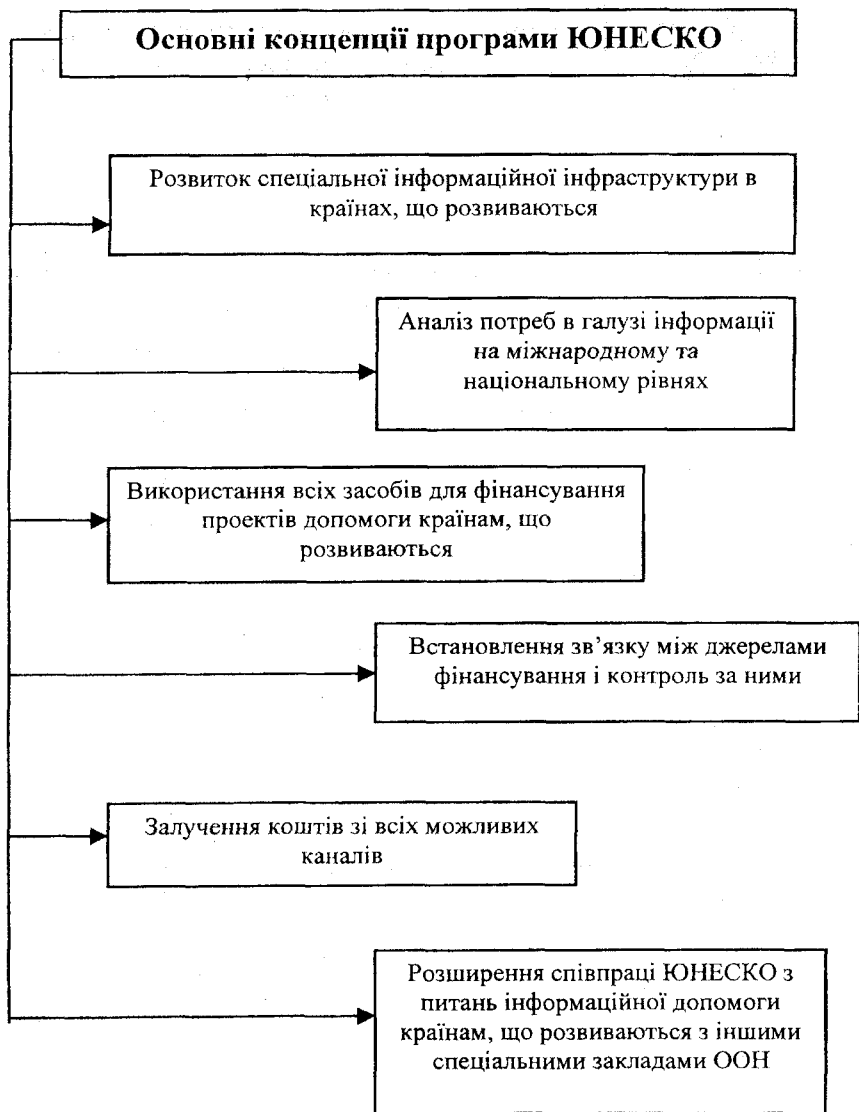 Основні концепції програми ЮНЕСКО
Розвиток спеціальної інформаційної інфраструктури в
країнах, що розвиваються
Аналіз потреб в галузі інформації
на міжнародному та
національному рівнях
Використання всіх засобів для фінансування
проектів допомоги країнам, що
розвиваються
Встановлення зв’язку між джерелами
фінансування і контроль за ними
Залучення коштів зі всіх можливих
каналів
Розширення співпраці ЮНЕСКО з
питань інформаційної допомоги
країнам, що розвиваються з іншими
спеціальними закладами ООН